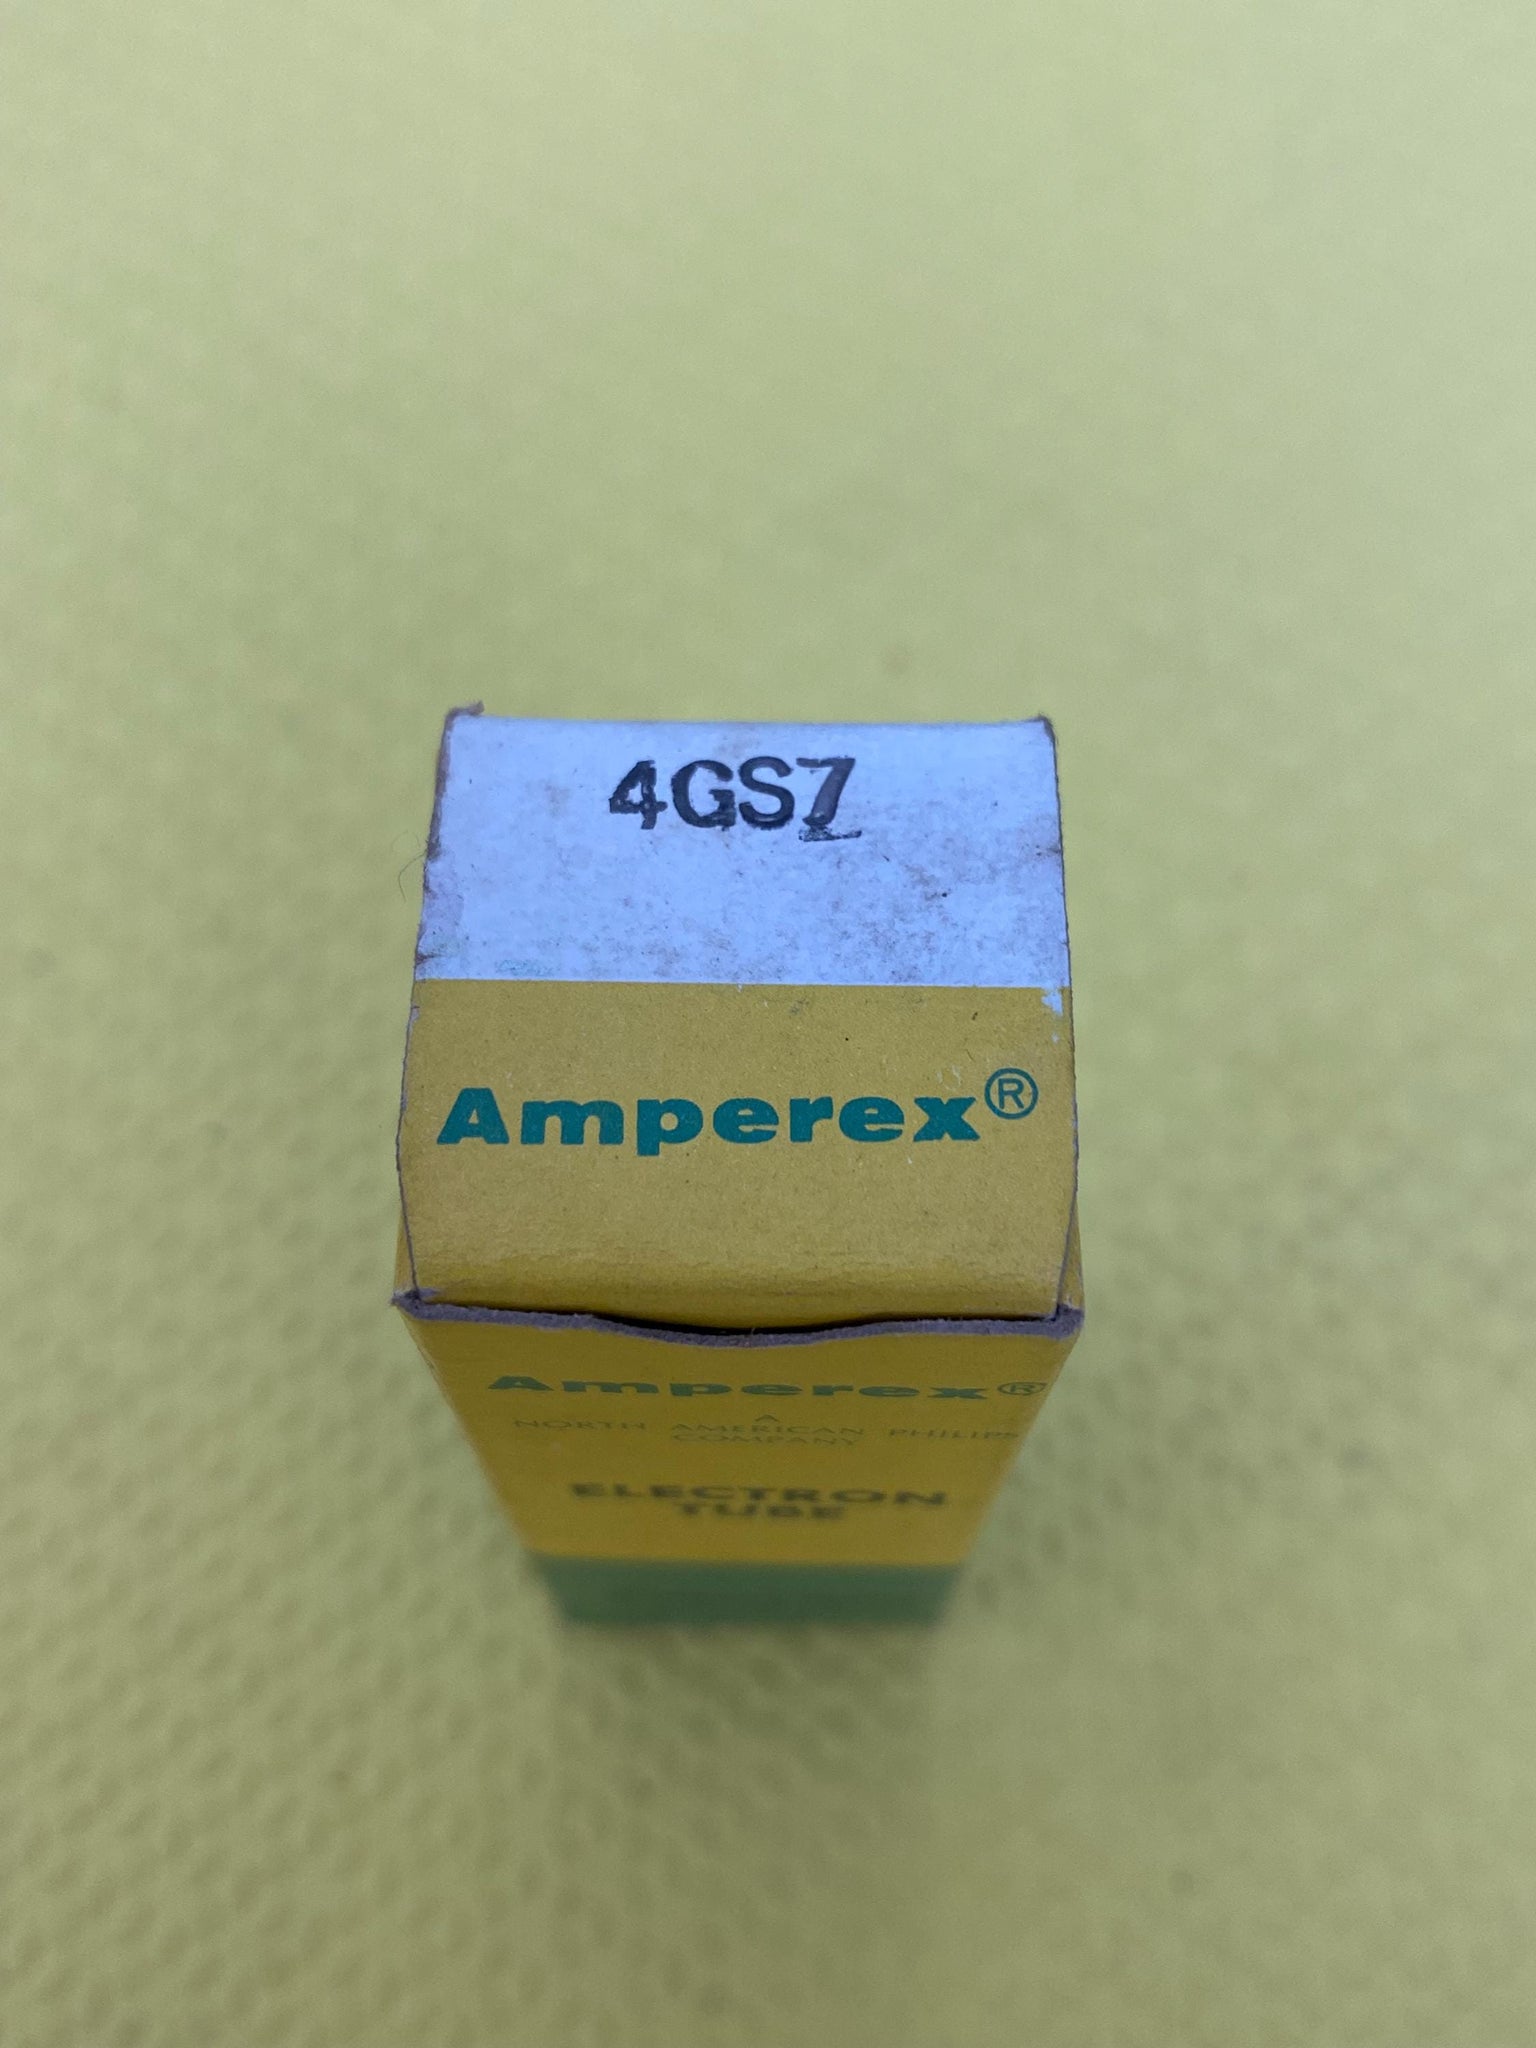 4GS7
Amperex®
Amperex®
A
NORTH AMERICAN PHILIPS
COMPANY
ELECTRON
TUBE